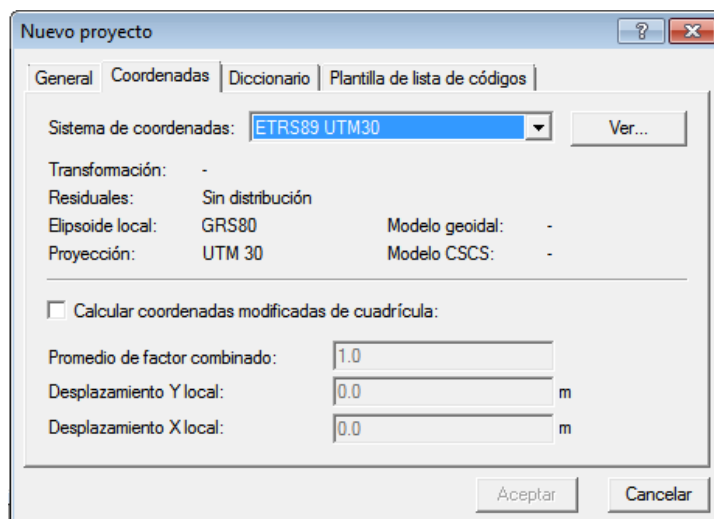 Nuevo proyecto
General Coordenadas Diccionario Plantilla de lista de códigos
Sistema de coordenadas: ETRS89 UTM30 Ver...
Transformación: -
Residuales: Sin distribución
Elipsoide local: GRS80 Modelo geoidal: -
Proyección: UTM 30 Modelo CSCS: -
Calcular coordenadas modificadas de cuadrícula:
Promedio de factor combinado: 1.0
Desplazamiento Y local: 0.0 m
Desplazamiento X local: 0.0 m
Aceptar Cancelar